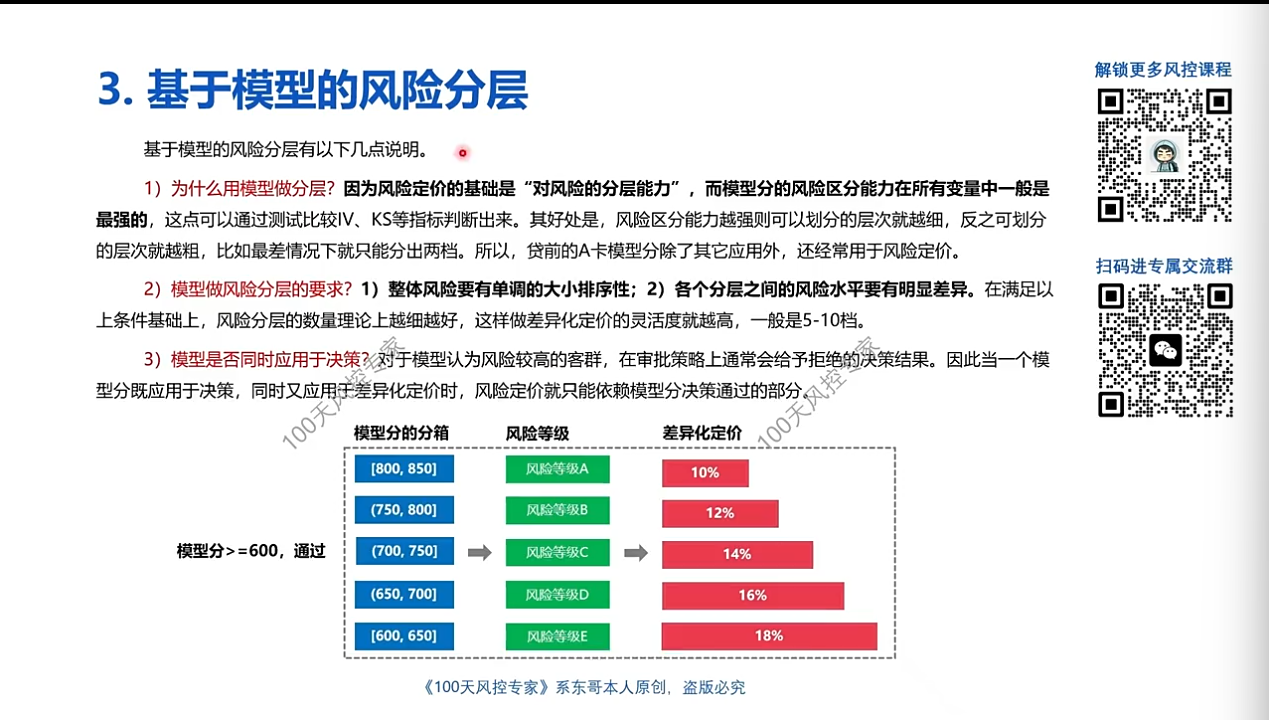 3. 基于模型的风险分层
解锁更多风控课程
基于模型的风险分层有以下几点说明。
1）为什么用模型做分层？因为风险定价的基础是“对风险的分层能力”，而模型分的风险区分能力在所有变量中一般是
最强的，这点可以通过测试比较IV、KS等指标判断出来。其好处是，风险区分能力越强则可以划分的层次就越细，反之可划分
的层次就越粗，比如最差情况下就只能分出两档。所以，贷前的A卡模型分除了其它应用外，还经常用于风险定价。
扫码进专属交流群
2）模型做风险分层的要求？1）整体风险要有单调的大小排序性；2）各个分层之间的风险水平要有明显差异。在满足以
上条件基础上，风险分层的数量理论上越细越好，这样做差异化定价的灵活度就越高，一般是5-10档。
3）模型是否同时应用于决策？对于模型认为风险较高的客群，在审批策略上通常会给予拒绝的决策结果。因此当一个模
型分既应用于决策，同时又应用于差异化定价时，风险定价就只能依赖模型分决策通过的部分。
100天风控专家
100天风控专家
模型分的分箱 风险等级 差异化定价
[800, 850] 风险等级A 10%
(750, 800] 风险等级B 12%
模型分>=600，通过 (700, 750] 风险等级C 14%
(650, 700] 风险等级D 16%
[600, 650] 风险等级E 18%
《100天风控专家》系东哥本人原创，盗版必究